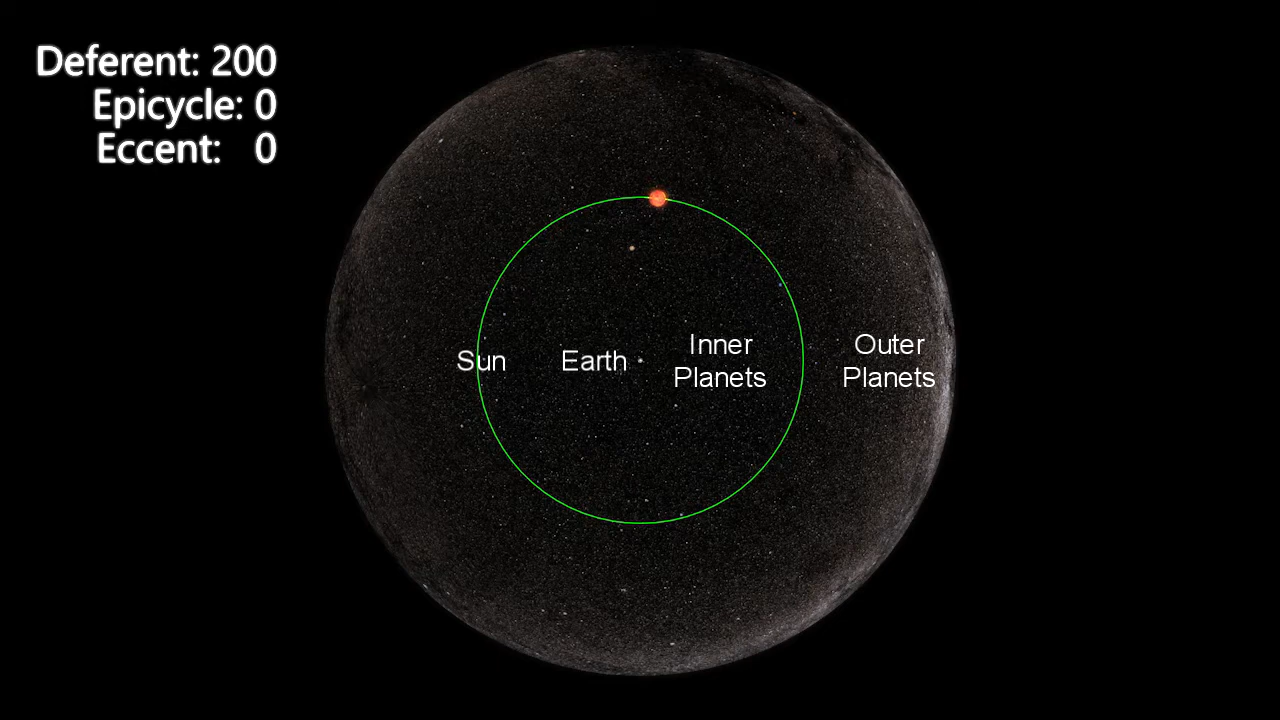 Deferent: 200
Epicycle: 0
Eccent: 0
Sun
Earth
Inner
Planets
Outer
Planets